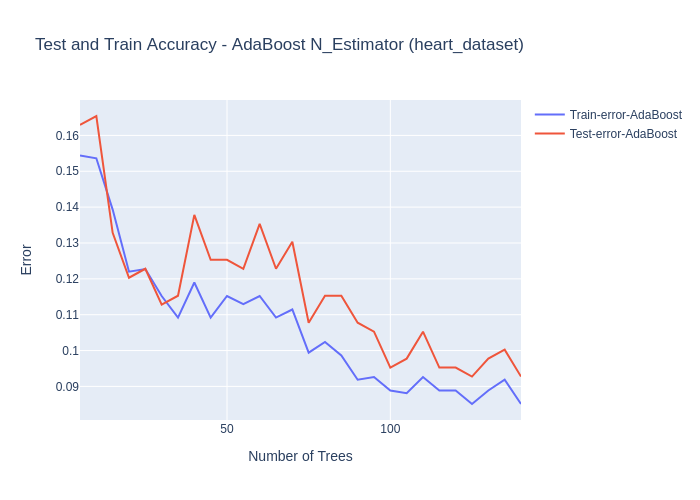 Test and Train Accuracy - AdaBoost N_Estimator (heart_dataset)
Train-error-AdaBoost
Test-error-AdaBoost
0.16
0.15
0.14
0.13
0.12
0.11
0.1
0.09
Error
50
100
Number of Trees